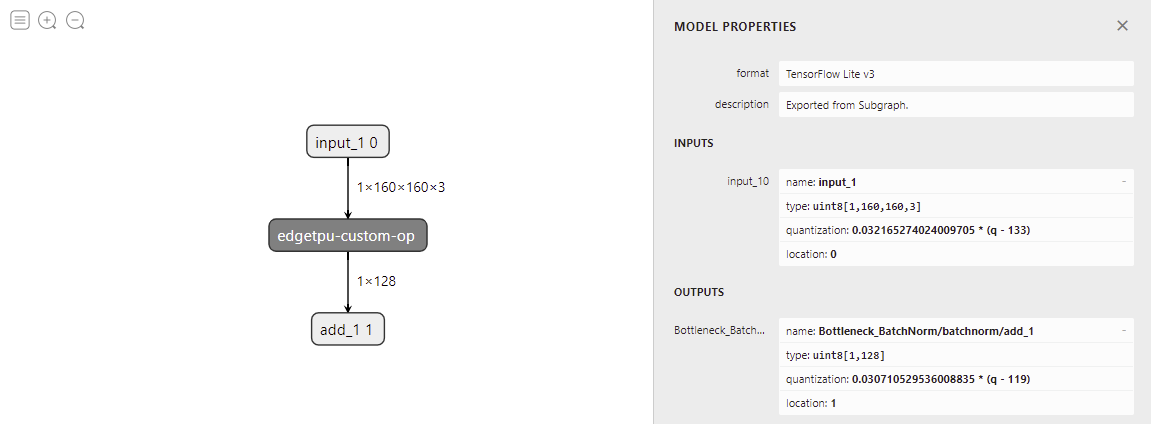 input_1 0
1×160×160×3
edgetpu-custom-op
1×128
add_1 1
MODEL PROPERTIES
format TensorFlow Lite v3
description Exported from Subgraph.
INPUTS
input_10 name: input_1 -
type: uint8[1,160,160,3]
quantization: 0.032165274024009705 * (q - 133)
location: 0
OUTPUTS
Bottleneck_Batch... name: Bottleneck_BatchNorm/batchnorm/add_1 -
type: uint8[1,128]
quantization: 0.030710529536008835 * (q - 119)
location: 1